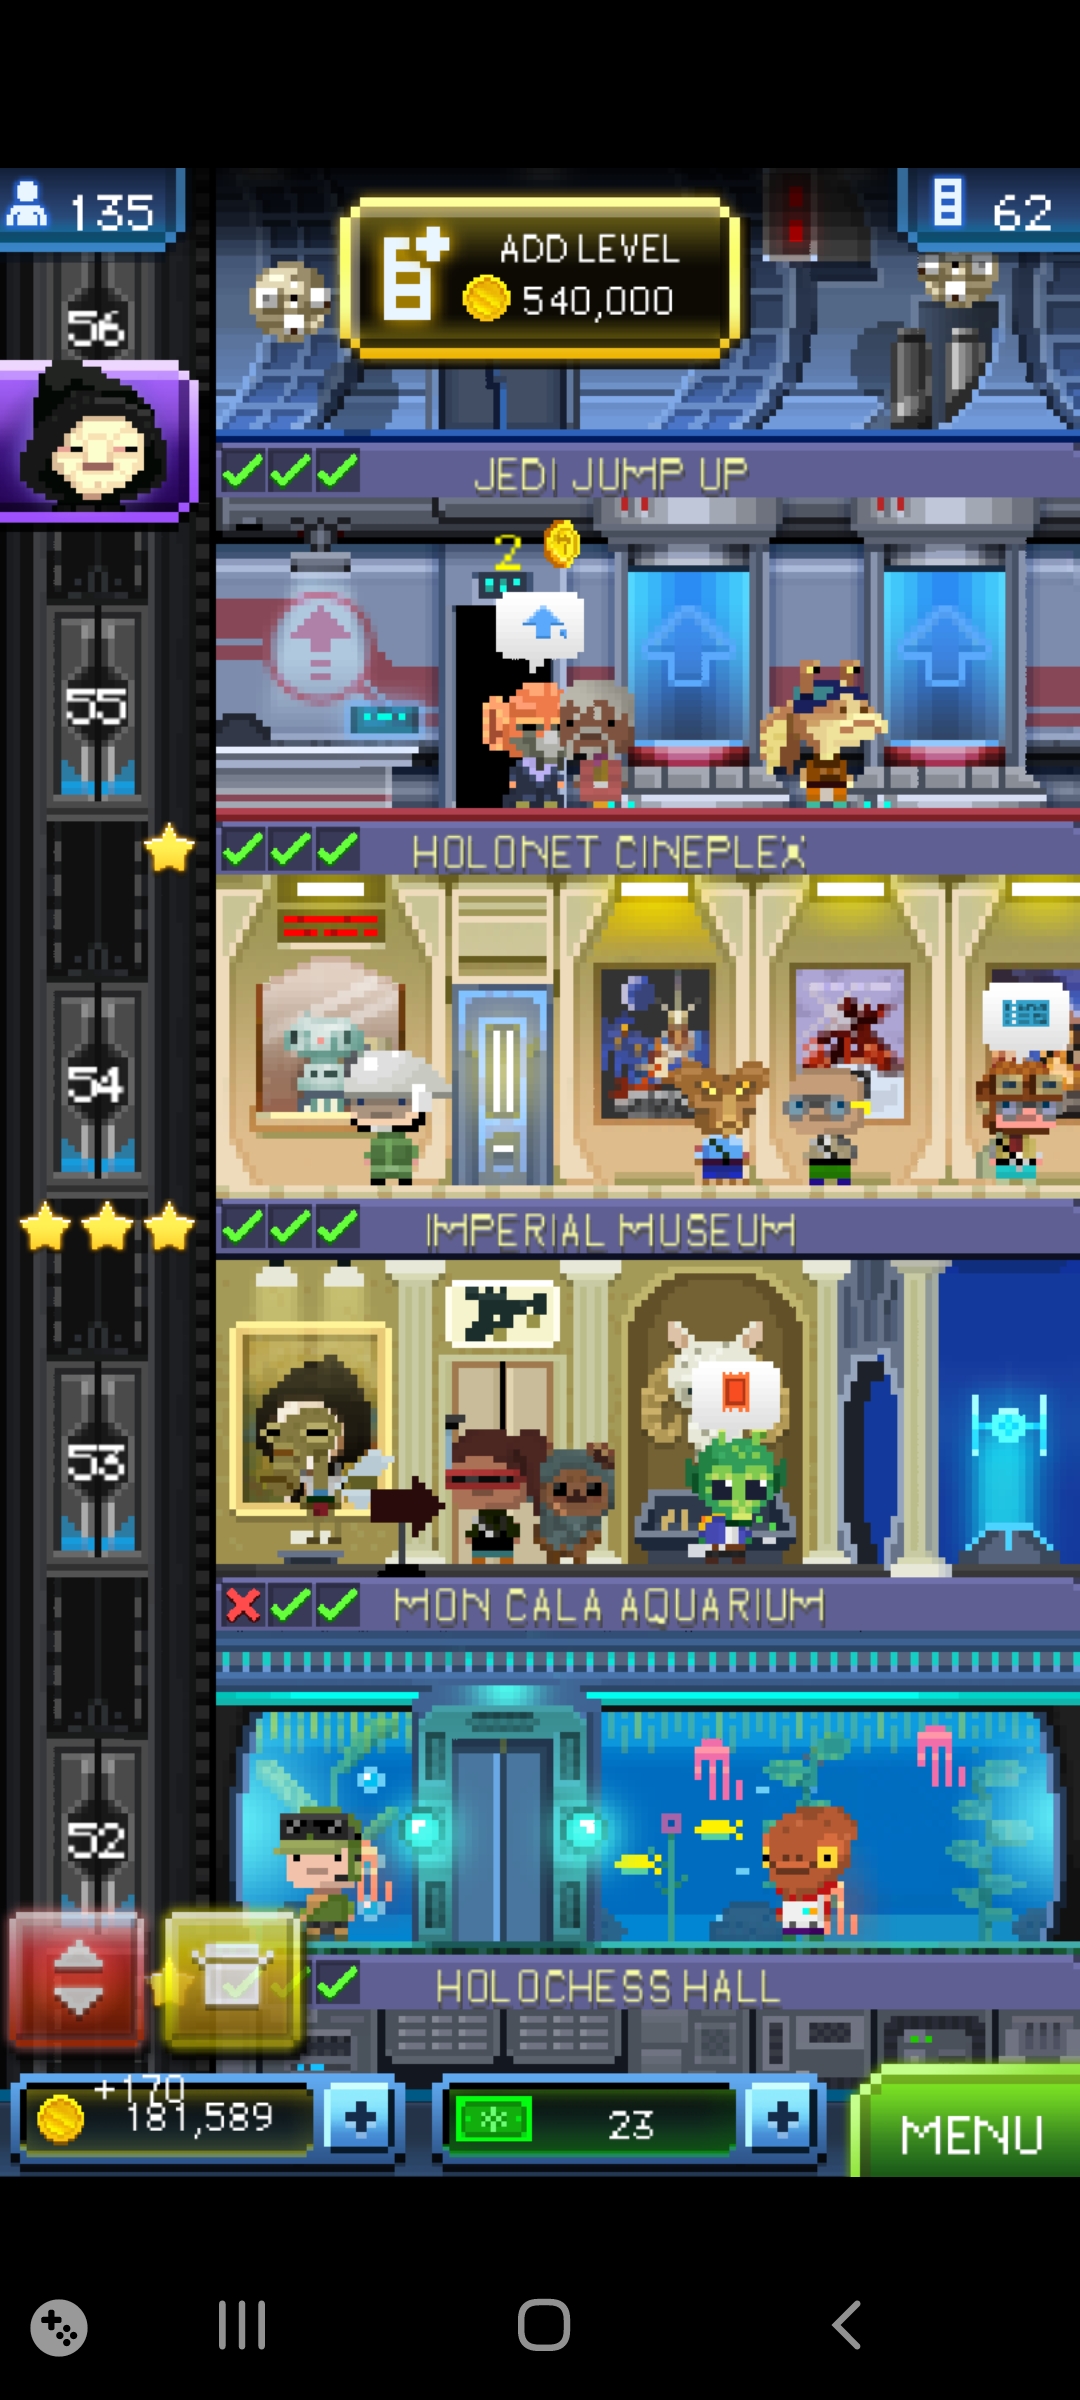 135
62
ADD LEVEL
540,000
56
JEDI JUMP UP
2
55
HOLONET CINEPLEX
54
IMPERIAL MUSEUM
53
MON CALA AQUARIUM
52
HOLOCHESS HALL
+170
181,589
23
MENU